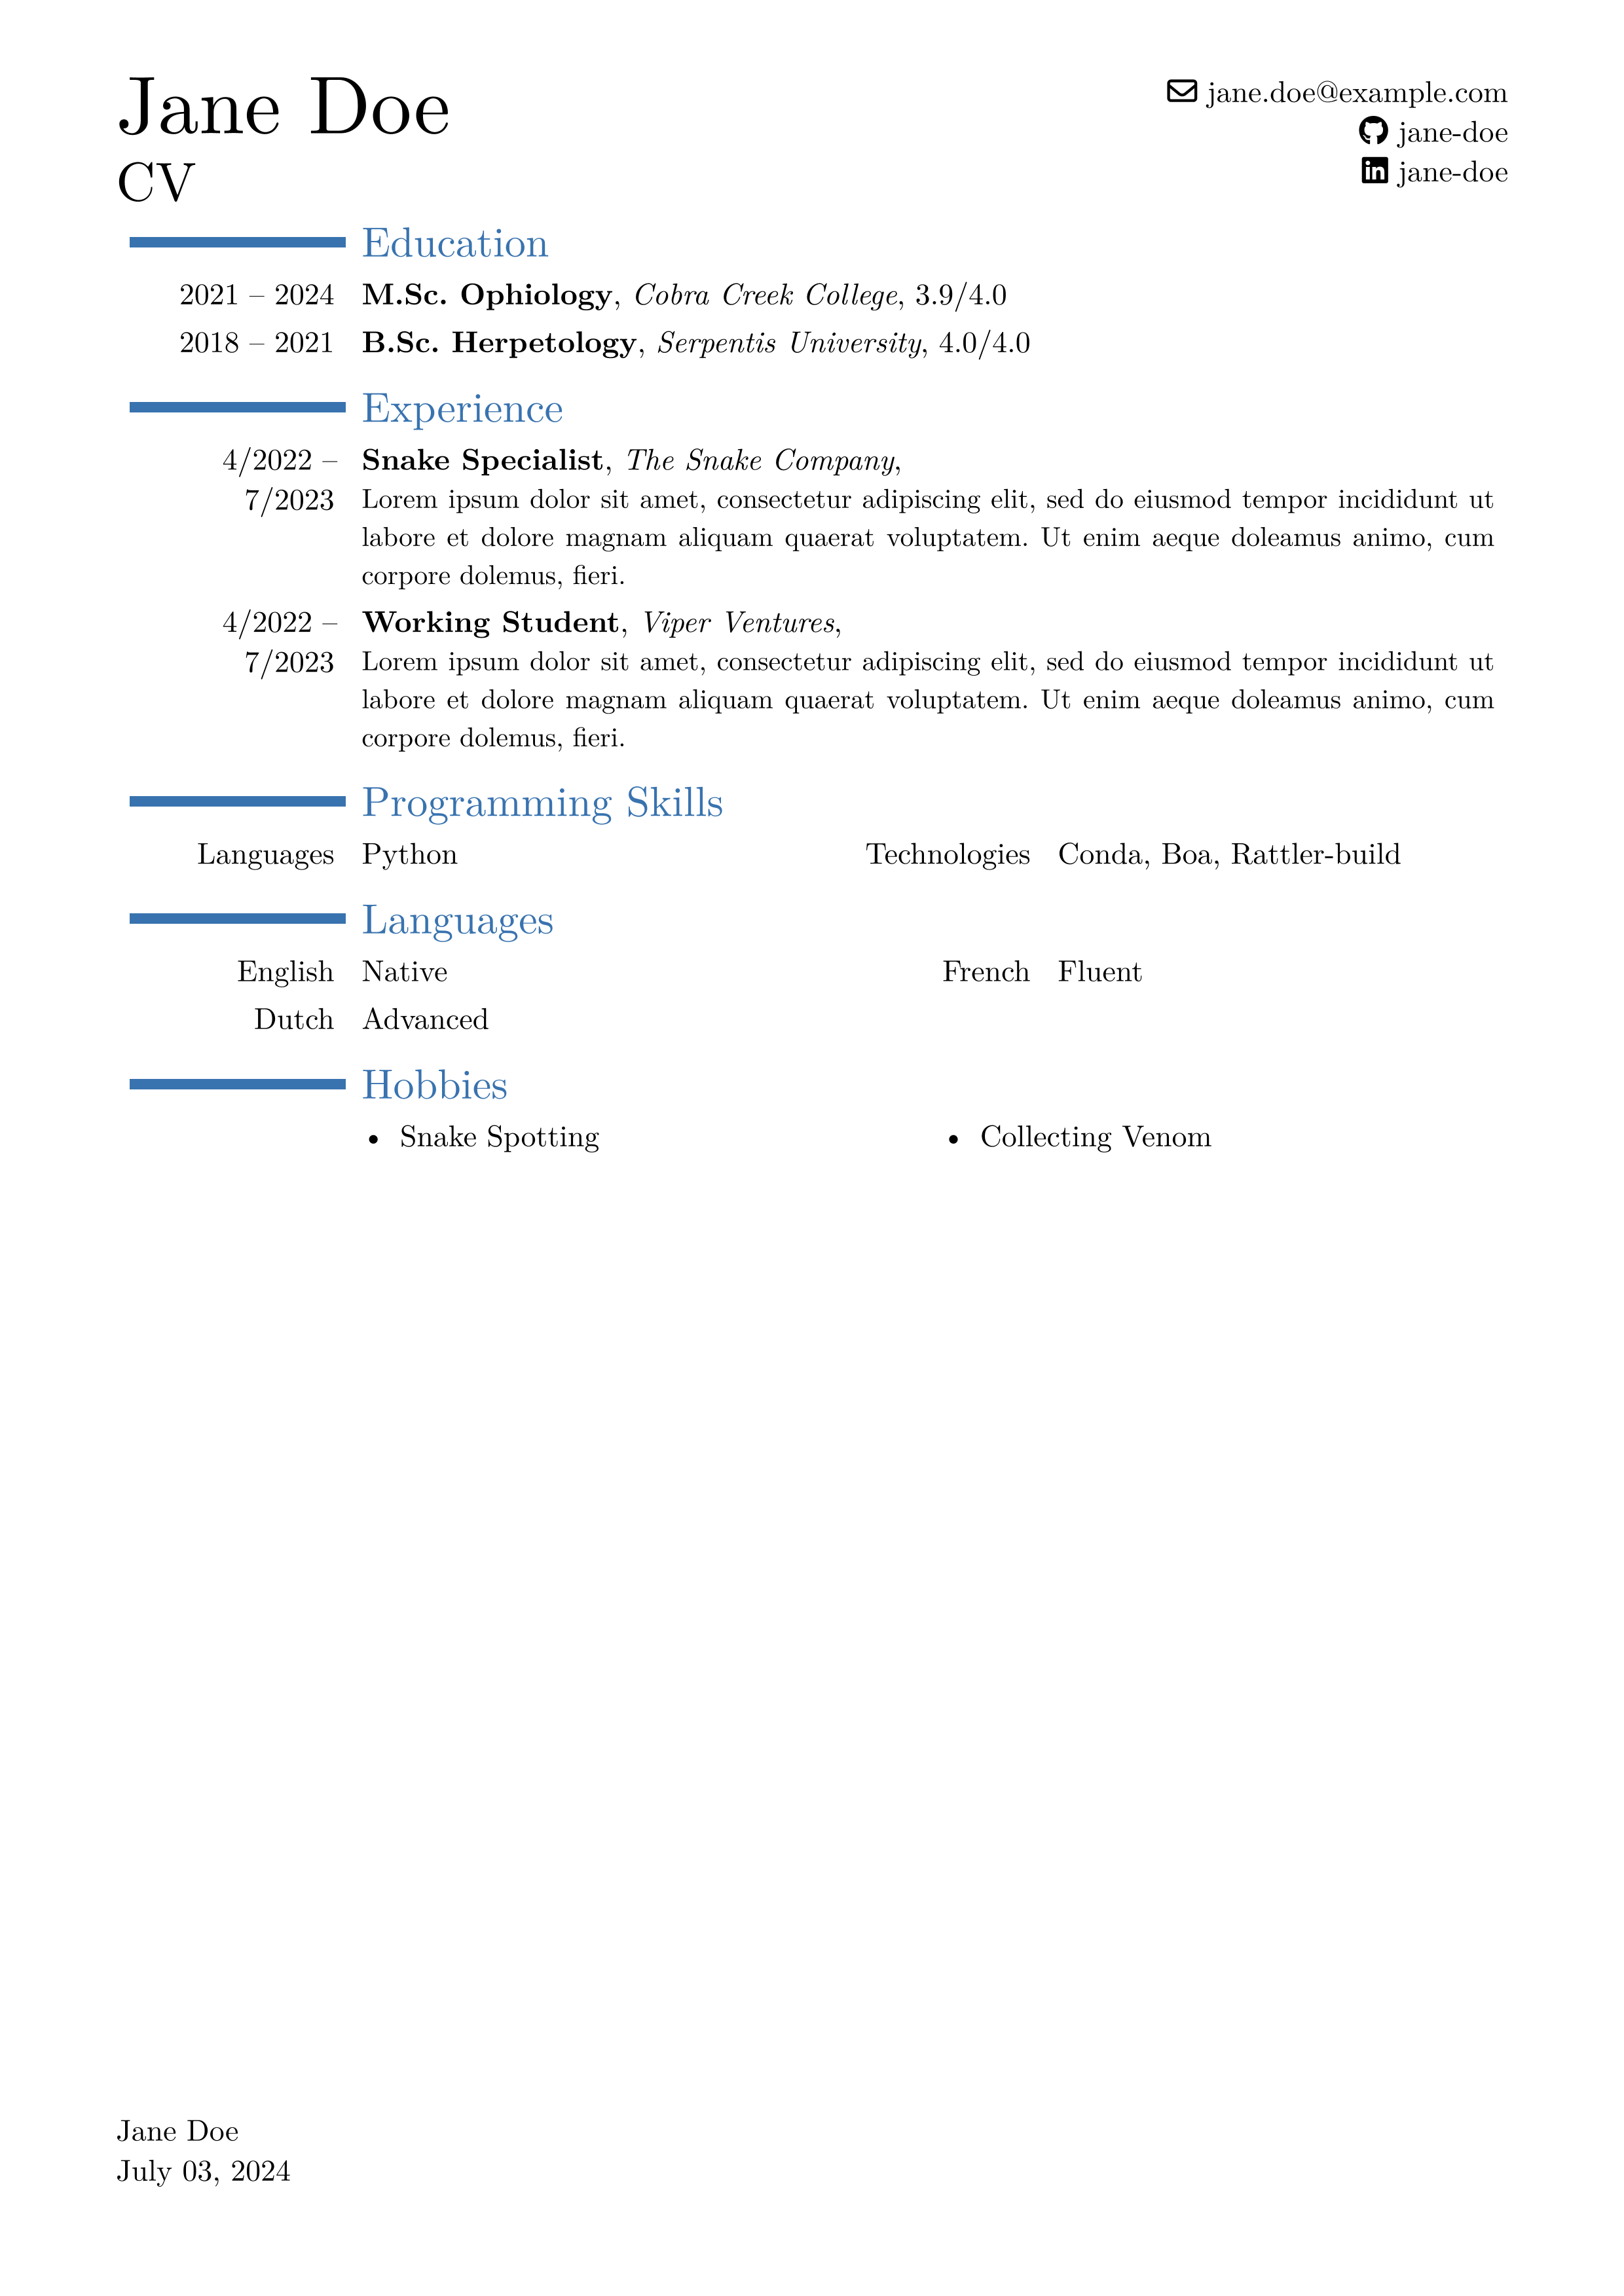 Jane Doe
CV
jane.doe@example.com
jane-doe
jane-doe
Education
2021 – 2024 M.Sc. Ophiology, Cobra Creek College, 3.9/4.0
2018 – 2021 B.Sc. Herpetology, Serpentis University, 4.0/4.0
Experience
4/2022 – Snake Specialist, The Snake Company,
7/2023 Lorem ipsum dolor sit amet, consectetur adipiscing elit, sed do eiusmod tempor incididunt ut
labore et dolore magnam aliquam quaerat voluptatem. Ut enim aeque doleamus animo, cum
corpore dolemus, fieri.
4/2022 – Working Student, Viper Ventures,
7/2023 Lorem ipsum dolor sit amet, consectetur adipiscing elit, sed do eiusmod tempor incididunt ut
labore et dolore magnam aliquam quaerat voluptatem. Ut enim aeque doleamus animo, cum
corpore dolemus, fieri.
Programming Skills
Languages Python Technologies Conda, Boa, Rattler-build
Languages
English Native French Fluent
Dutch Advanced
Hobbies
• Snake Spotting • Collecting Venom
Jane Doe
July 03, 2024